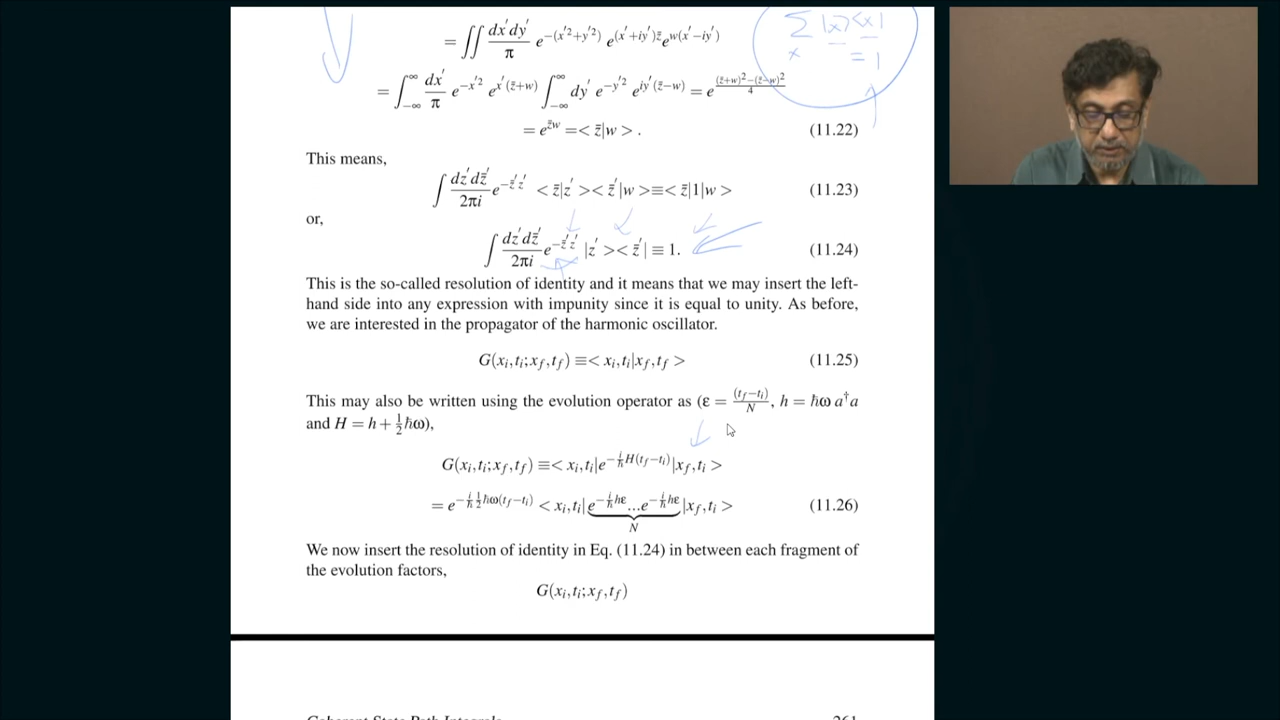 = ∬ dx'dy'/π e^{-(x'^2+y'^2)} e^{(x'+iy')z̄} e^{w(x'-iy')}
Σ_x |x><x| = 1
= ∫_{-∞}^{∞} dx'/π e^{-x'^2} e^{x'(z̄+w)} ∫_{-∞}^{∞} dy' e^{-y'^2} e^{iy'(z̄-w)} = e^{((z̄+w)^2-(z̄-w)^2)/4}
= e^{z̄w} =< z̄|w > . (11.22)
This means,
∫ dz'dz̄'/2πi e^{-z̄'z'} < z̄|z' >< z̄'|w >≡< z̄|1|w > (11.23)
or,
∫ dz'dz̄'/2πi e^{-z̄'z'} |z' >< z̄'| ≡ 1. (11.24)
This is the so-called resolution of identity and it means that we may insert the left-
hand side into any expression with impunity since it is equal to unity. As before,
we are interested in the propagator of the harmonic oscillator.
G(x_i,t_i;x_f,t_f) ≡< x_i,t_i|x_f,t_f > (11.25)
This may also be written using the evolution operator as (ε = (t_f−t_i)/N, h = ħω a†a
and H = h + ½ħω),
G(x_i,t_i;x_f,t_f) ≡< x_i,t_i|e^{-i/ħ H(t_f−t_i)}|x_f,t_i >
= e^{-i/ħ ½ħω(t_f−t_i)} < x_i,t_i|e^{-i/ħ hε}...e^{-i/ħ hε}|x_f,t_i > (11.26)
N
We now insert the resolution of identity in Eq. (11.24) in between each fragment of
the evolution factors,
G(x_i,t_i;x_f,t_f)
Coherent State Path Integrals 261